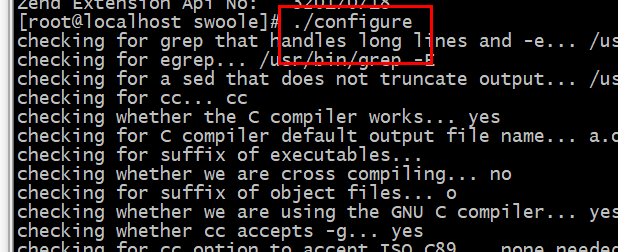 Zend Extension Api No:   320170718
[root@localhost swoole]# ./configure
checking for grep that handles long lines and -e... /us
checking for egrep... /usr/bin/grep -E
checking for a sed that does not truncate output... /us
checking for cc... cc
checking whether the C compiler works... yes
checking for C compiler default output file name... a.o
checking for suffix of executables...
checking whether we are cross compiling... no
checking for suffix of object files... o
checking whether we are using the GNU C compiler... yes
checking whether cc accepts -g... yes
checking for cc option to accept ISO C89... none needed